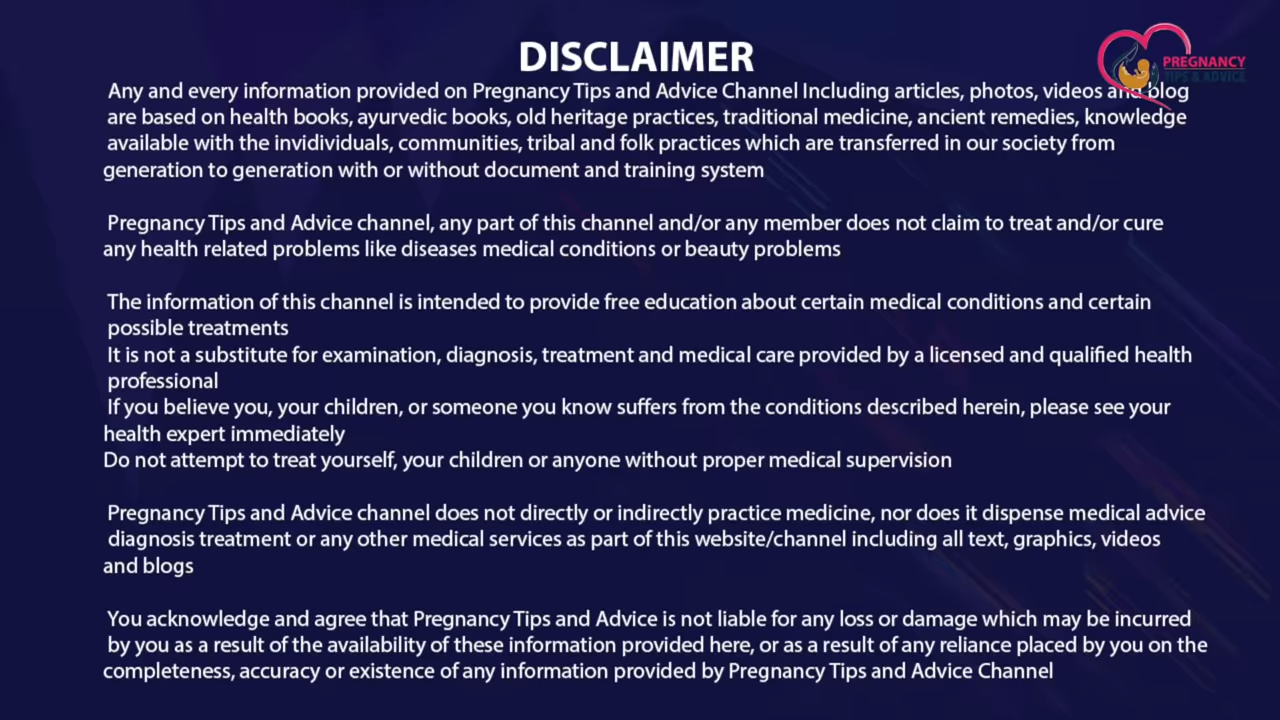 DISCLAIMER
PREGNANCY
TIPS & ADVICE
Any and every information provided on Pregnancy Tips and Advice Channel Including articles, photos, videos and blog
are based on health books, ayurvedic books, old heritage practices, traditional medicine, ancient remedies, knowledge
available with the invidividuals, communities, tribal and folk practices which are transferred in our society from
generation to generation with or without document and training system
Pregnancy Tips and Advice channel, any part of this channel and/or any member does not claim to treat and/or cure
any health related problems like diseases medical conditions or beauty problems
The information of this channel is intended to provide free education about certain medical conditions and certain
possible treatments
It is not a substitute for examination, diagnosis, treatment and medical care provided by a licensed and qualified health
professional
If you believe you, your children, or someone you know suffers from the conditions described herein, please see your
health expert immediately
Do not attempt to treat yourself, your children or anyone without proper medical supervision
Pregnancy Tips and Advice channel does not directly or indirectly practice medicine, nor does it dispense medical advice
diagnosis treatment or any other medical services as part of this website/channel including all text, graphics, videos
and blogs
You acknowledge and agree that Pregnancy Tips and Advice is not liable for any loss or damage which may be incurred
by you as a result of the availability of these information provided here, or as a result of any reliance placed by you on the
completeness, accuracy or existence of any information provided by Pregnancy Tips and Advice Channel